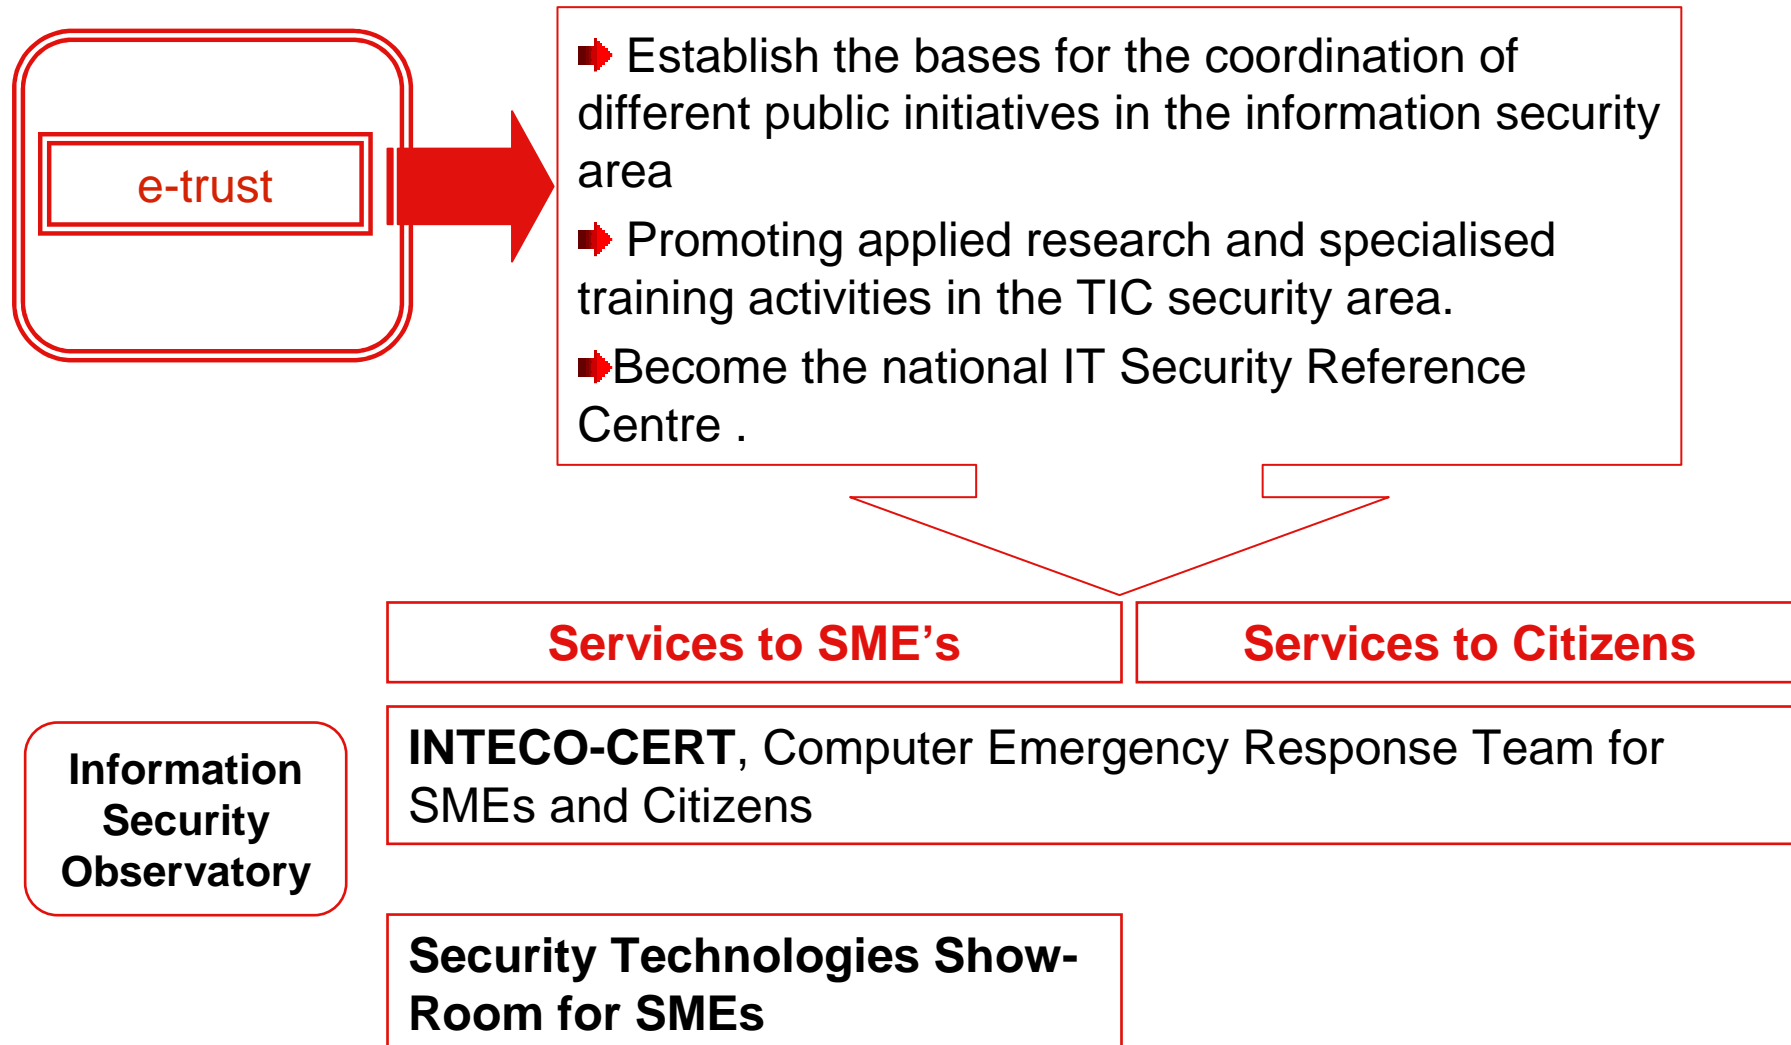 e-trust
Establish the bases for the coordination of
different public initiatives in the information security
area
Promoting applied research and specialised
training activities in the TIC security area.
Become the national IT Security Reference
Centre .
Services to SME’s
Services to Citizens
Information
Security
Observatory
INTECO-CERT, Computer Emergency Response Team for
SMEs and Citizens
Security Technologies Show-
Room for SMEs